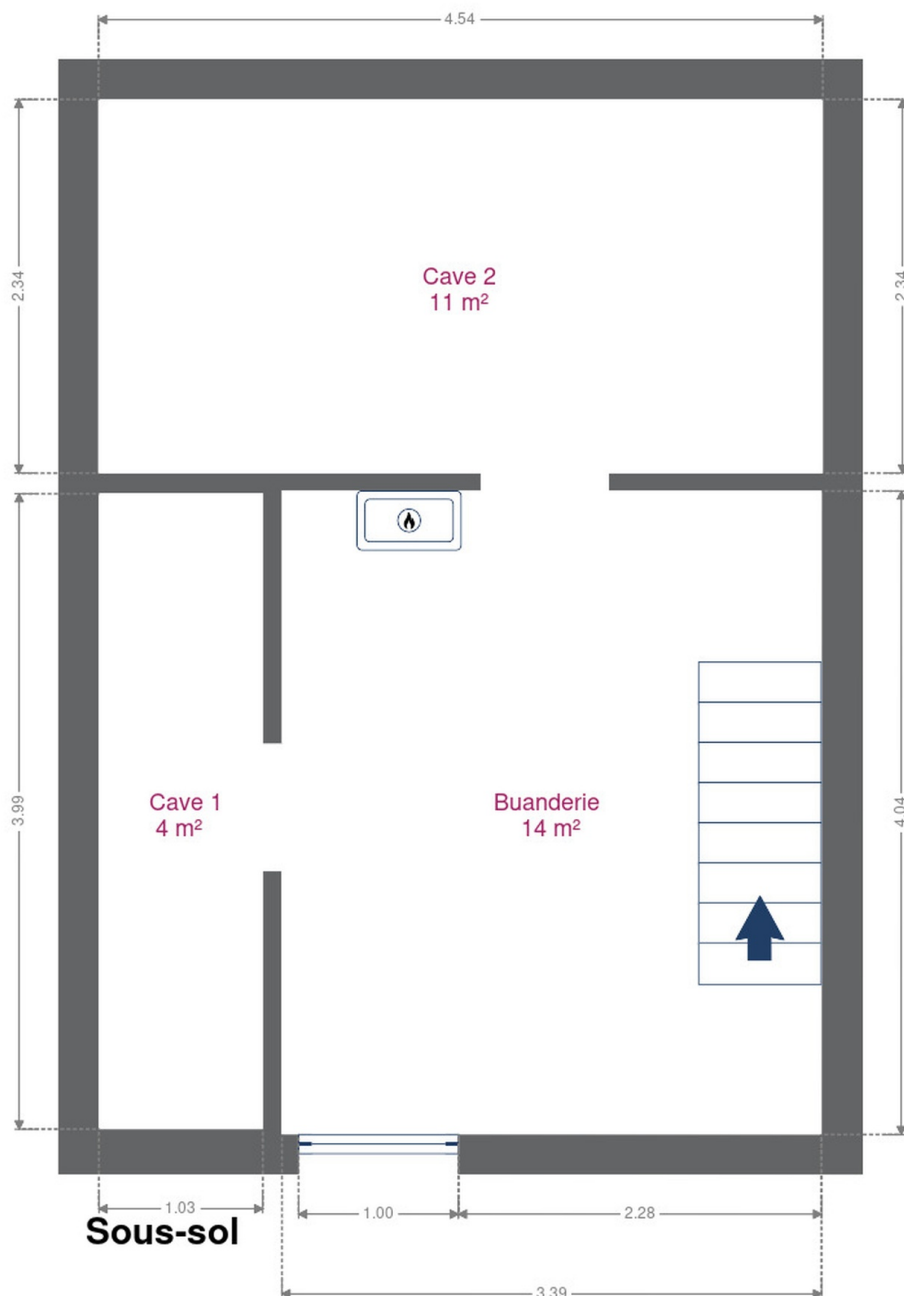 4.54
2.34
2.34
Cave 2
11 m²
3.99
4.04
Cave 1
4 m²
Buanderie
14 m²
1.03
1.00
2.28
Sous-sol
3.39